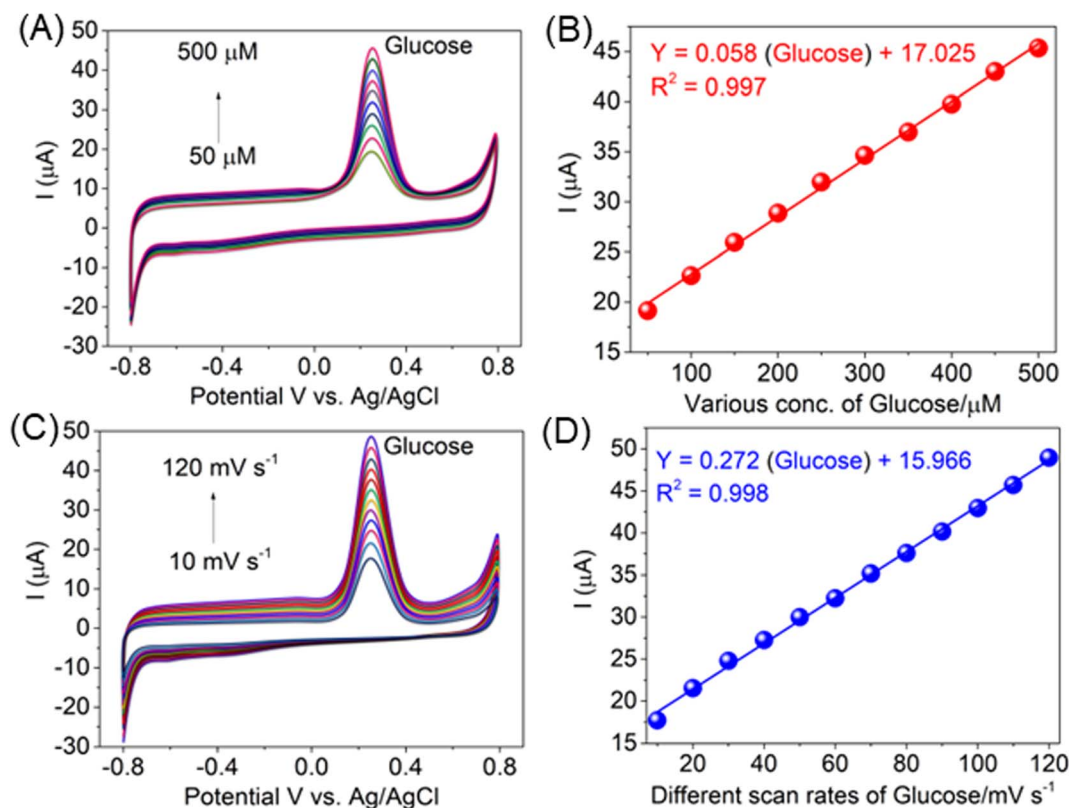 (A)
50
40
30
20
10
0
-10
-20
-30
I (μA)
500 μM
50 μM
Glucose
-0.8
-0.4
0.0
0.4
0.8
Potential V vs. Ag/AgCl
(B)
Y = 0.058 (Glucose) + 17.025
R² = 0.997
45
40
35
30
25
20
15
I (μA)
100
200
300
400
500
Various conc. of Glucose/μM
(C)
50
40
30
20
10
0
-10
-20
-30
I (μA)
120 mV s⁻¹
10 mV s⁻¹
Glucose
-0.8
-0.4
0.0
0.4
0.8
Potential V vs. Ag/AgCl
(D)
Y = 0.272 (Glucose) + 15.966
R² = 0.998
50
45
40
35
30
25
20
15
I (μA)
20
40
60
80
100
120
Different scan rates of Glucose/mV s⁻¹